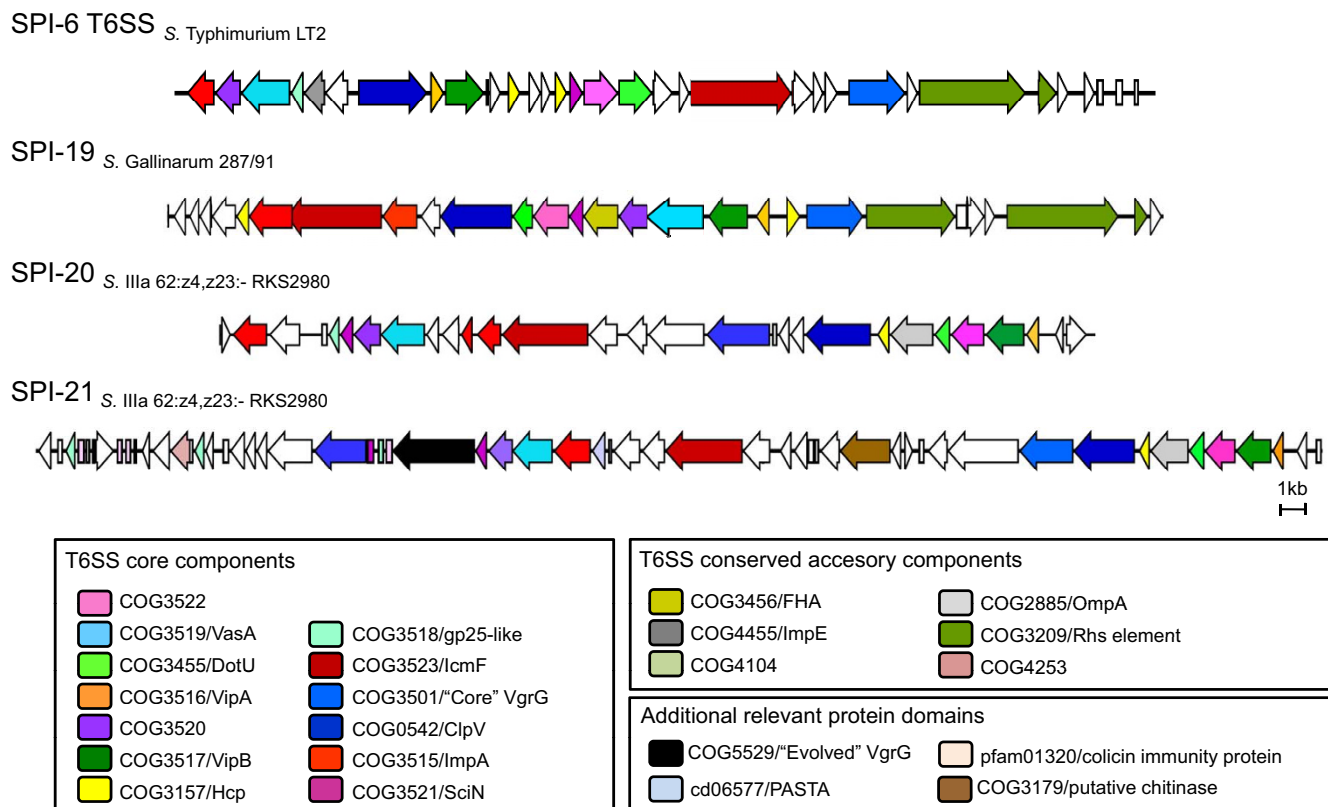 SPI-6 T6SS S. Typhimurium LT2
SPI-19 S. Gallinarum 287/91
SPI-20 S. IIIa 62:z4,z23:- RKS2980
SPI-21 S. IIIa 62:z4,z23:- RKS2980
1kb
T6SS core components
COG3522
COG3519/VasA
COG3455/DotU
COG3516/VipA
COG3520
COG3517/VipB
COG3157/Hcp
COG3518/gp25-like
COG3523/IcmF
COG3501/“Core” VgrG
COG0542/ClpV
COG3515/ImpA
COG3521/SciN
T6SS conserved accesory components
COG3456/FHA
COG4455/ImpE
COG4104
COG2885/OmpA
COG3209/Rhs element
COG4253
Additional relevant protein domains
COG5529/“Evolved” VgrG
cd06577/PASTA
pfam01320/colicin immunity protein
COG3179/putative chitinase